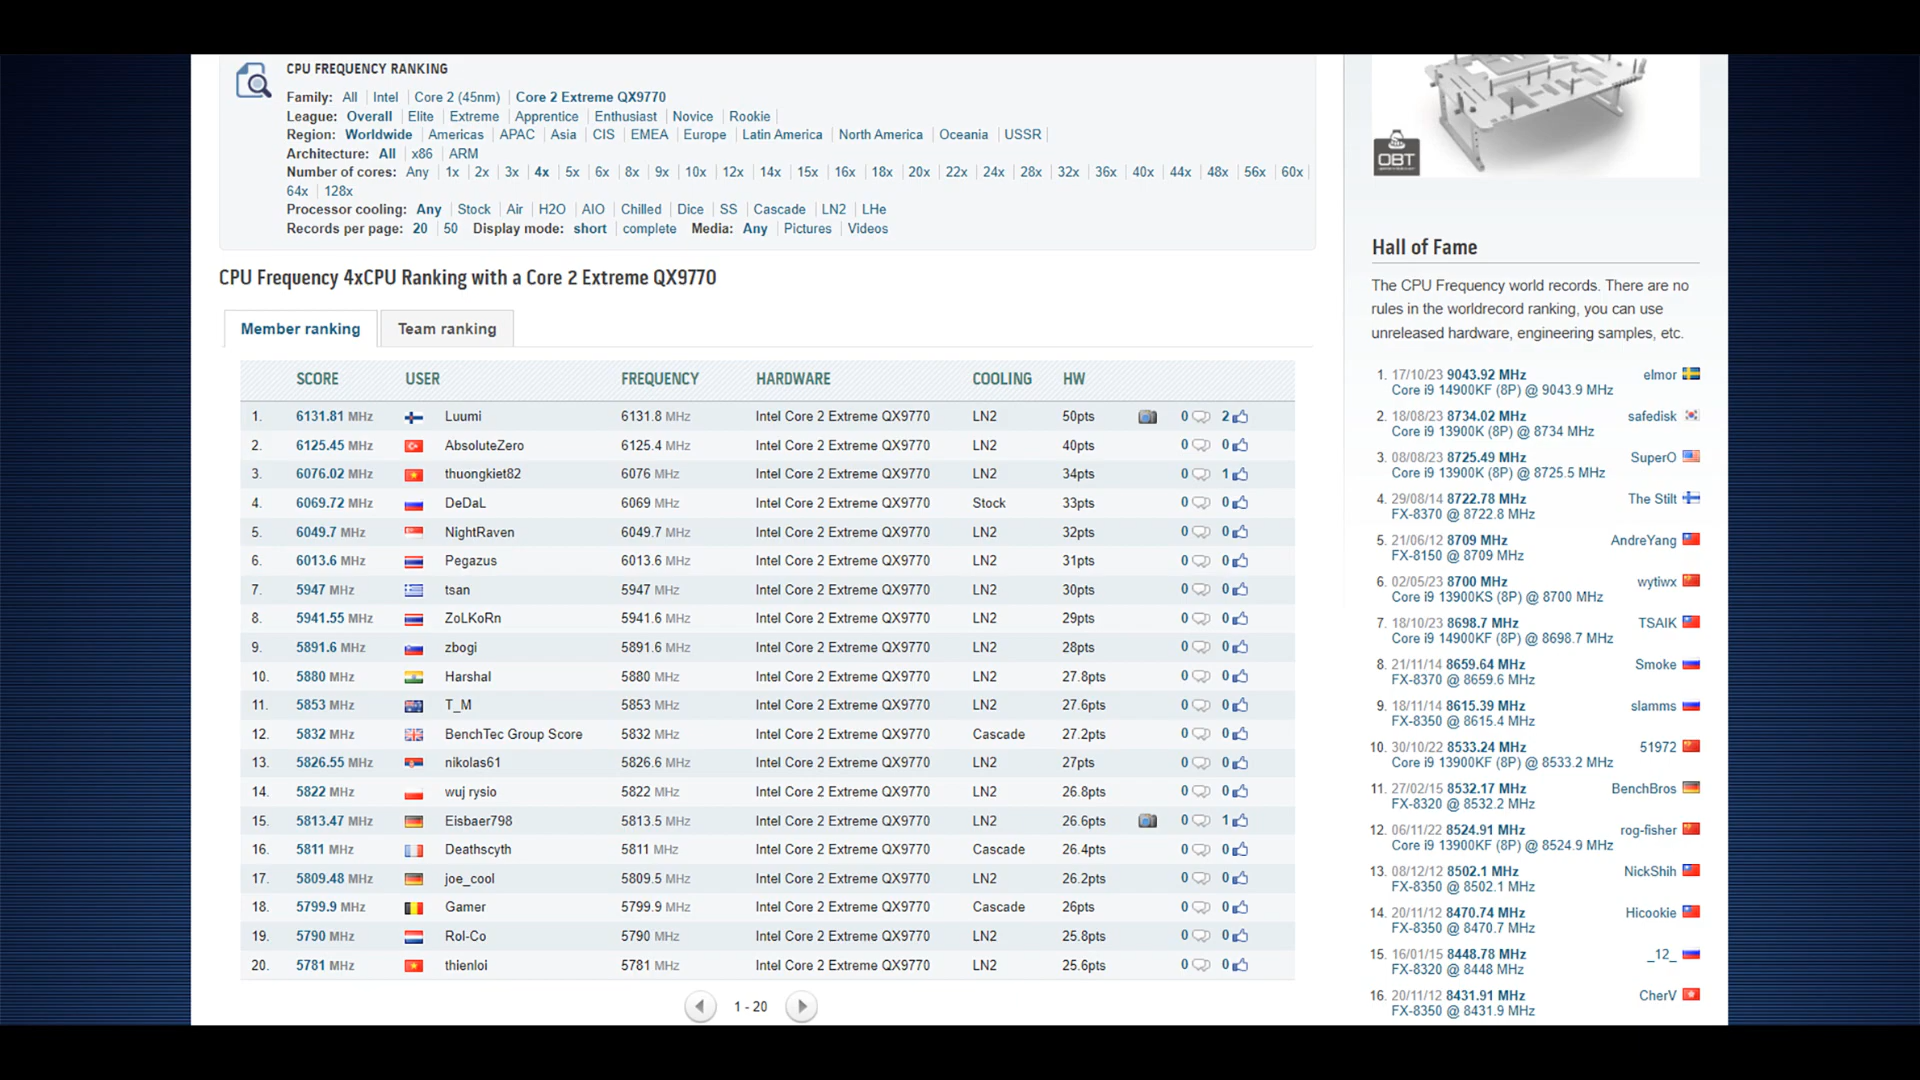 CPU FREQUENCY RANKING
Family: All Intel Core 2 (45nm) Core 2 Extreme QX9770
League: Overall Elite Extreme Apprentice Enthusiast Novice Rookie
Region: Worldwide Americas APAC Asia CIS EMEA Europe Latin America North America Oceania USSR
Architecture: All x86 ARM
Number of cores: Any 1x 2x 3x 4x 5x 6x 8x 9x 10x 12x 14x 15x 16x 18x 20x 22x 24x 28x 32x 36x 40x 44x 48x 56x 60x
64x 128x
Processor cooling: Any Stock Air H2O AIO Chilled Dice SS Cascade LN2 LHe
Records per page: 20 50 Display mode: short complete Media: Any Pictures Videos
CPU Frequency 4xCPU Ranking with a Core 2 Extreme QX9770
Member ranking Team ranking
SCORE USER FREQUENCY HARDWARE COOLING HW
1. 6131.81 MHz Luumi 6131.8 MHz Intel Core 2 Extreme QX9770 LN2 50pts 0 2
2. 6125.45 MHz AbsoluteZero 6125.4 MHz Intel Core 2 Extreme QX9770 LN2 40pts 0 0
3. 6076.02 MHz thuongkiet82 6076 MHz Intel Core 2 Extreme QX9770 LN2 34pts 0 1
4. 6069.72 MHz DeDaL 6069 MHz Intel Core 2 Extreme QX9770 Stock 33pts 0 0
5. 6049.7 MHz NightRaven 6049.7 MHz Intel Core 2 Extreme QX9770 LN2 32pts 0 0
6. 6013.6 MHz Pegazus 6013.6 MHz Intel Core 2 Extreme QX9770 LN2 31pts 0 0
7. 5947 MHz tsan 5947 MHz Intel Core 2 Extreme QX9770 LN2 30pts 0 0
8. 5941.55 MHz ZoLKoRn 5941.6 MHz Intel Core 2 Extreme QX9770 LN2 29pts 0 0
9. 5891.6 MHz zbogi 5891.6 MHz Intel Core 2 Extreme QX9770 LN2 28pts 0 0
10. 5880 MHz Harshal 5880 MHz Intel Core 2 Extreme QX9770 LN2 27.8pts 0 0
11. 5853 MHz T_M 5853 MHz Intel Core 2 Extreme QX9770 LN2 27.6pts 0 0
12. 5832 MHz BenchTec Group Score 5832 MHz Intel Core 2 Extreme QX9770 Cascade 27.2pts 0 0
13. 5826.55 MHz nikolas61 5826.6 MHz Intel Core 2 Extreme QX9770 LN2 27pts 0 0
14. 5822 MHz wuj rysio 5822 MHz Intel Core 2 Extreme QX9770 LN2 26.8pts 0 0
15. 5813.47 MHz Eisbaer798 5813.5 MHz Intel Core 2 Extreme QX9770 LN2 26.6pts 0 1
16. 5811 MHz Deathscyth 5811 MHz Intel Core 2 Extreme QX9770 Cascade 26.4pts 0 0
17. 5809.48 MHz joe_cool 5809.5 MHz Intel Core 2 Extreme QX9770 LN2 26.2pts 0 0
18. 5799.9 MHz Gamer 5799.9 MHz Intel Core 2 Extreme QX9770 Cascade 26pts 0 0
19. 5790 MHz Rol-Co 5790 MHz Intel Core 2 Extreme QX9770 LN2 25.8pts 0 0
20. 5781 MHz thienloi 5781 MHz Intel Core 2 Extreme QX9770 LN2 25.6pts 0 0
1 - 20
OBT
Hall of Fame
The CPU Frequency world records. There are no
rules in the worldrecord ranking, you can use
unreleased hardware, engineering samples, etc.
1. 17/10/23 9043.92 MHz elmor
Core i9 14900KF (8P) @ 9043.9 MHz
2. 18/08/23 8734.02 MHz safedisk
Core i9 13900K (8P) @ 8734 MHz
3. 08/08/23 8725.49 MHz SuperO
Core i9 13900K (8P) @ 8725.5 MHz
4. 29/08/14 8722.78 MHz The Stilt
FX-8370 @ 8722.8 MHz
5. 21/06/12 8709 MHz AndreYang
FX-8150 @ 8709 MHz
6. 02/05/23 8700 MHz wytiwx
Core i9 13900KS (8P) @ 8700 MHz
7. 18/10/23 8698.7 MHz TSAIK
Core i9 14900KF (8P) @ 8698.7 MHz
8. 21/11/14 8659.64 MHz Smoke
FX-8370 @ 8659.6 MHz
9. 18/11/14 8615.39 MHz slamms
FX-8350 @ 8615.4 MHz
10. 30/10/22 8533.24 MHz 51972
Core i9 13900KF (8P) @ 8533.2 MHz
11. 27/02/15 8532.17 MHz BenchBros
FX-8320 @ 8532.2 MHz
12. 06/11/22 8524.91 MHz rog-fisher
Core i9 13900KF (8P) @ 8524.9 MHz
13. 08/12/12 8502.1 MHz NickShih
FX-8350 @ 8502.1 MHz
14. 20/11/12 8470.74 MHz Hicookie
FX-8350 @ 8470.7 MHz
15. 16/01/15 8448.78 MHz _12_
FX-8320 @ 8448 MHz
16. 20/11/12 8431.91 MHz CherV
FX-8350 @ 8431.9 MHz